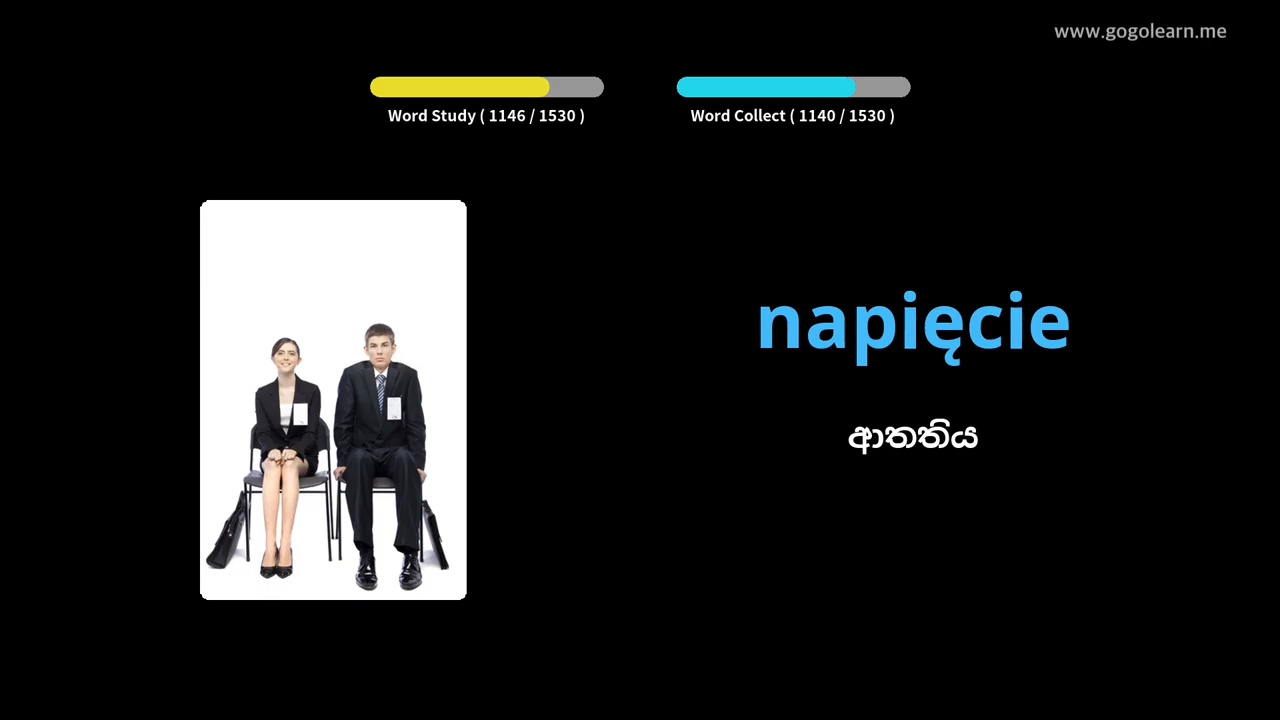 www.gogolearn.me
Word Study ( 1146 / 1530 )
Word Collect ( 1140 / 1530 )
napięcie
ආතතිය